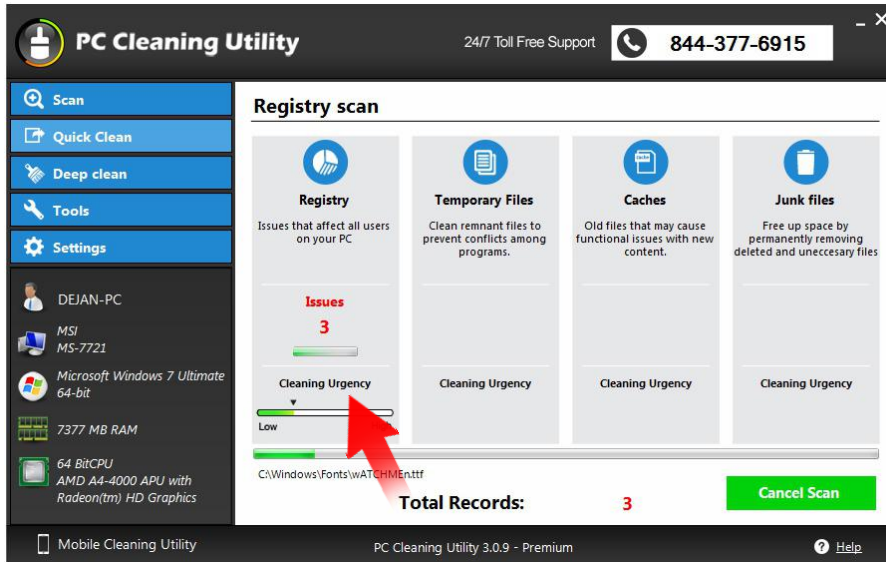 PC Cleaning Utility
24/7 Toll Free Support
844-377-6915
Scan
Quick Clean
Deep clean
Tools
Settings
DEJAN-PC
MSI
MS-7721
Microsoft Windows 7 Ultimate
64-bit
7377 MB RAM
64 BitCPU
AMD A4-4000 APU with
Radeon(tm) HD Graphics
Registry scan
Registry
Issues that affect all users
on your PC
Issues
3
Cleaning Urgency
Low
Temporary Files
Clean remnant files to
prevent conflicts among
programs.
Cleaning Urgency
Caches
Old files that may cause
functional issues with new
content.
Cleaning Urgency
Junk files
Free up space by
permanently removing
deleted and uneccesary files
Cleaning Urgency
C:\Windows\Fonts\wATCHMEn.ttf
Total Records:
3
Cancel Scan
Mobile Cleaning Utility
PC Cleaning Utility 3.0.9 - Premium
Help